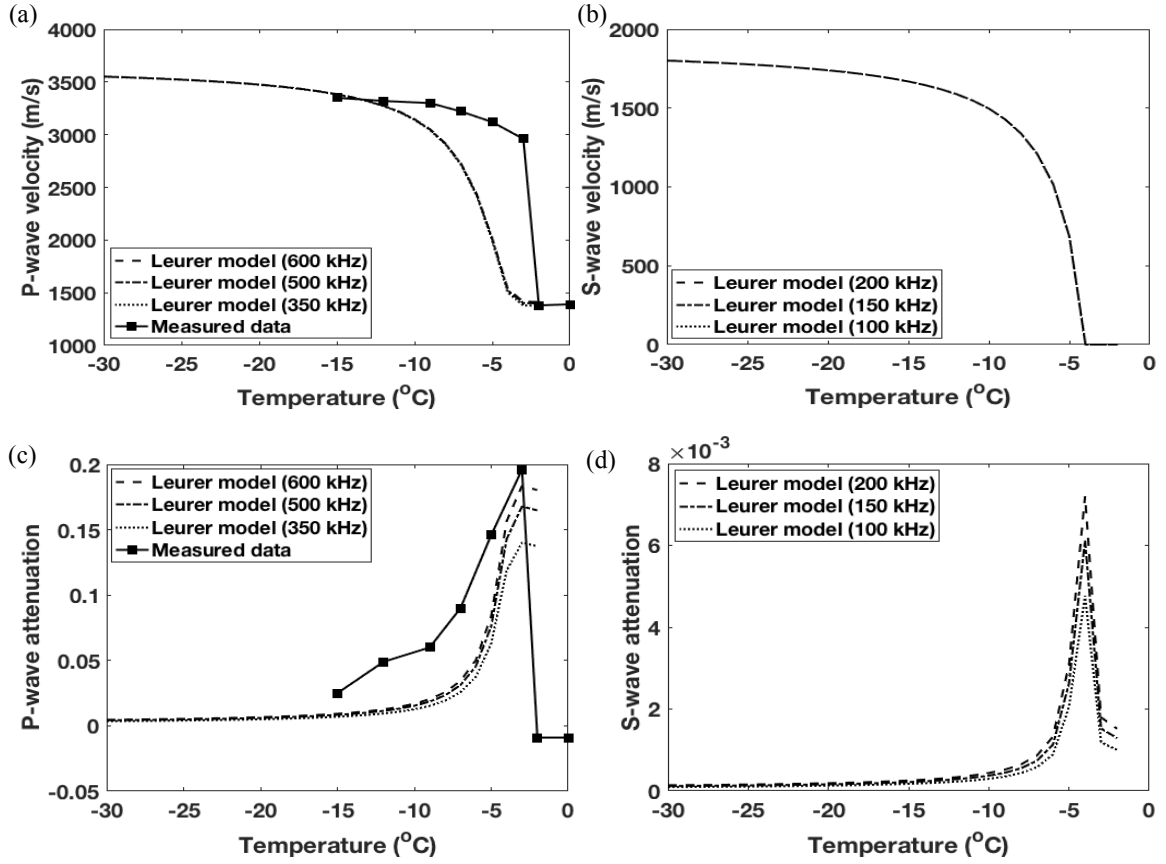 (a)
4000
3500
3000
2500
2000
1500
1000
P-wave velocity (m/s)
Leurer model (600 kHz)
Leurer model (500 kHz)
Leurer model (350 kHz)
Measured data
-30 -25 -20 -15 -10 -5 0
Temperature (°C)
(b)
2000
1500
1000
500
0
S-wave velocity (m/s)
Leurer model (200 kHz)
Leurer model (150 kHz)
Leurer model (100 kHz)
-30 -25 -20 -15 -10 -5 0
Temperature (°C)
(c)
0.2
0.15
0.1
0.05
0
-0.05
P-wave attenuation
Leurer model (600 kHz)
Leurer model (500 kHz)
Leurer model (350 kHz)
Measured data
-30 -25 -20 -15 -10 -5 0
Temperature (°C)
(d)
×10⁻³
8
6
4
2
0
S-wave attenuation
Leurer model (200 kHz)
Leurer model (150 kHz)
Leurer model (100 kHz)
-30 -25 -20 -15 -10 -5 0
Temperature (°C)